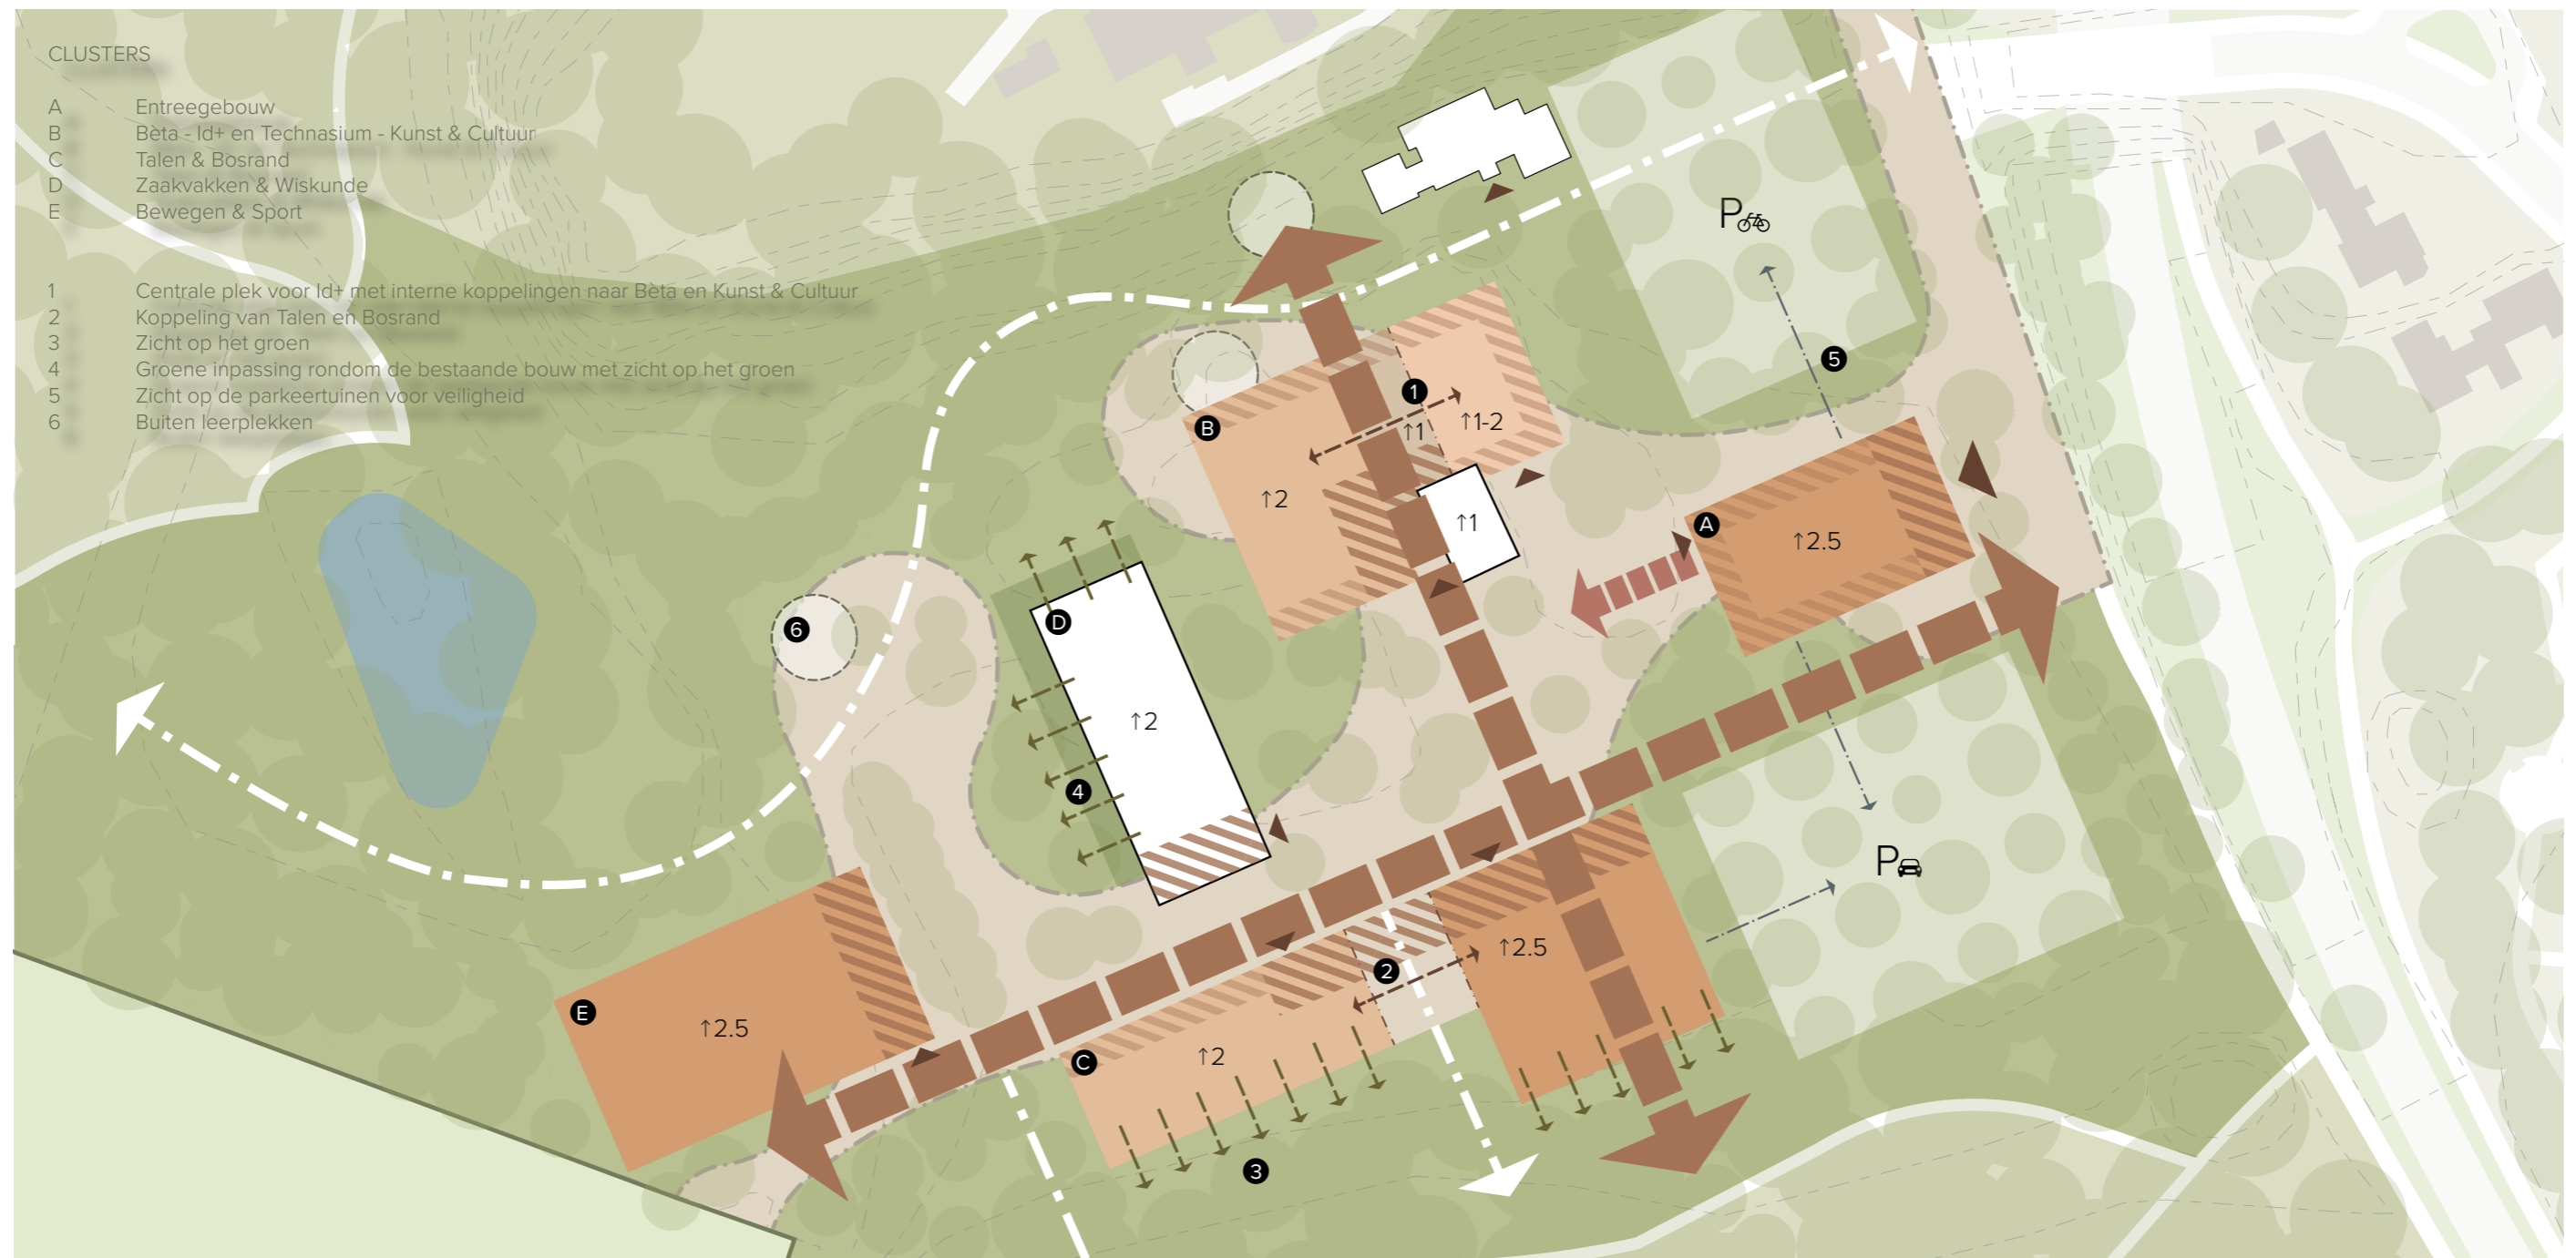 CLUSTERS
A Entreegebouw
B Bèta - Id+ en Technasium - Kunst & Cultuur
C Talen & Bosrand
D Zaakvakken & Wiskunde
E Bewegen & Sport
1 Centrale plek voor Id+ met interne koppelingen naar Bèta en Kunst & Cultuur
2 Koppeling van Talen en Bosrand
3 Zicht op het groen
4 Groene inpassing rondom de bestaande bouw met zicht op het groen
5 Zicht op de parkeertuinen voor veiligheid
6 Buiten leerplekken
P
5
1
B
↑1
↑1-2
↑2
↑1
A
↑2.5
D
6
↑2
4
P
2
↑2.5
E
↑2.5
C
↑2
3